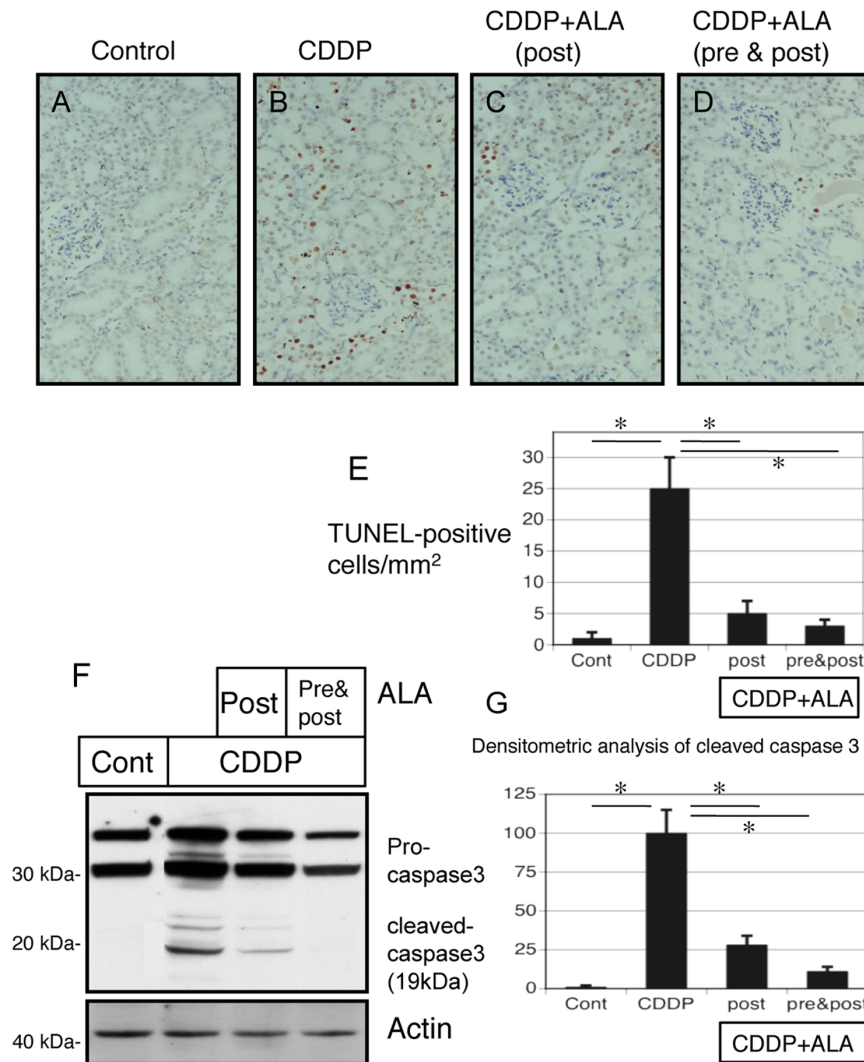 Control
CDDP
CDDP+ALA
(post)
CDDP+ALA
(pre & post)
A
B
C
D
E
TUNEL-positive
cells/mm²
30
25
20
15
10
5
0
*
*
*
Cont
CDDP
post
pre&post
CDDP+ALA
F
Post
Pre&
post
ALA
Cont
CDDP
30 kDa-
20 kDa-
40 kDa-
Pro-
caspase3
cleaved-
caspase3
(19kDa)
Actin
G
Densitometric analysis of cleaved caspase 3
125
100
75
50
25
0
*
*
*
Cont
CDDP
post
pre&post
CDDP+ALA